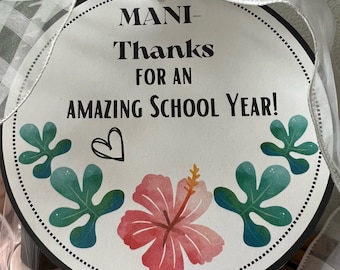 MANI-
Thanks
FOR AN
AMAZING SCHOOL YEAR!